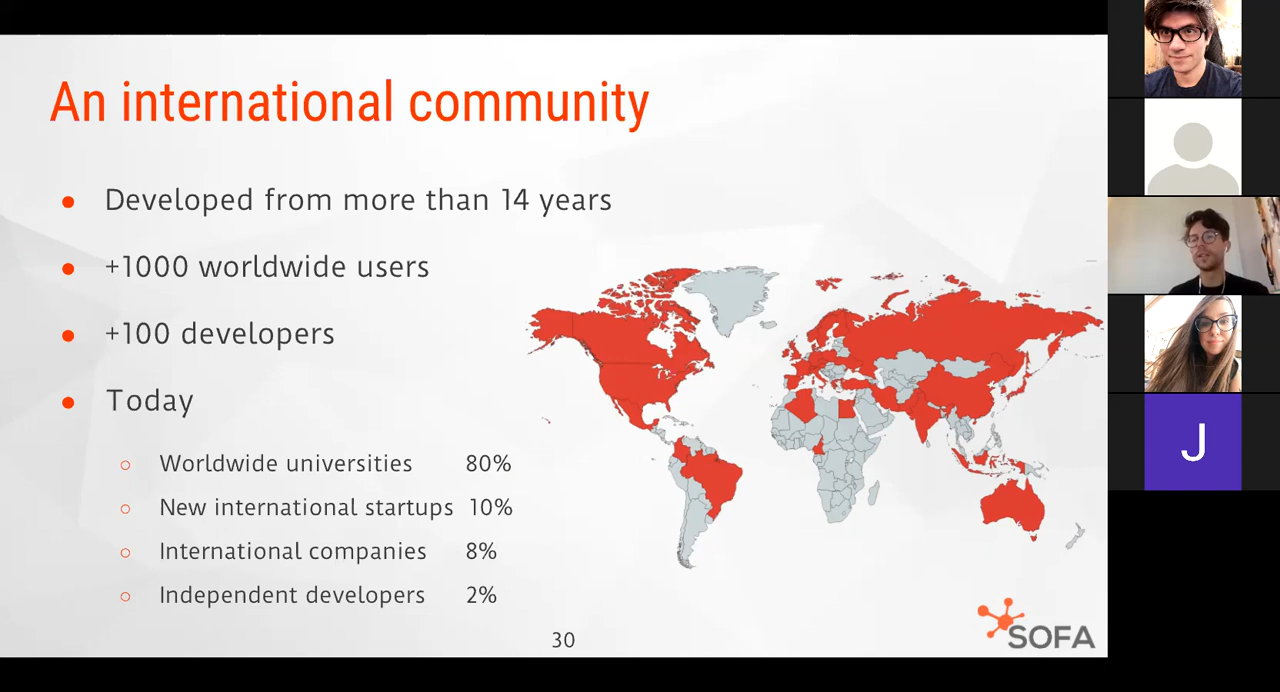 An international community
● Developed from more than 14 years
● +1000 worldwide users
● +100 developers
● Today
○ Worldwide universities 80%
○ New international startups 10%
○ International companies 8%
○ Independent developers 2%
30
SOFA
J